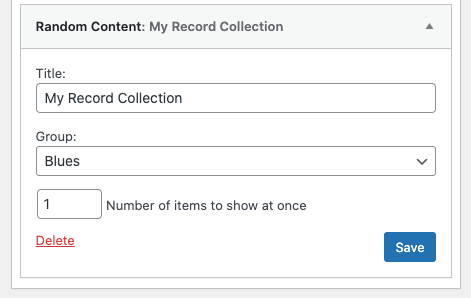 Random Content: My Record Collection
Title:
My Record Collection
Group:
Blues
1 Number of items to show at once
Delete
Save